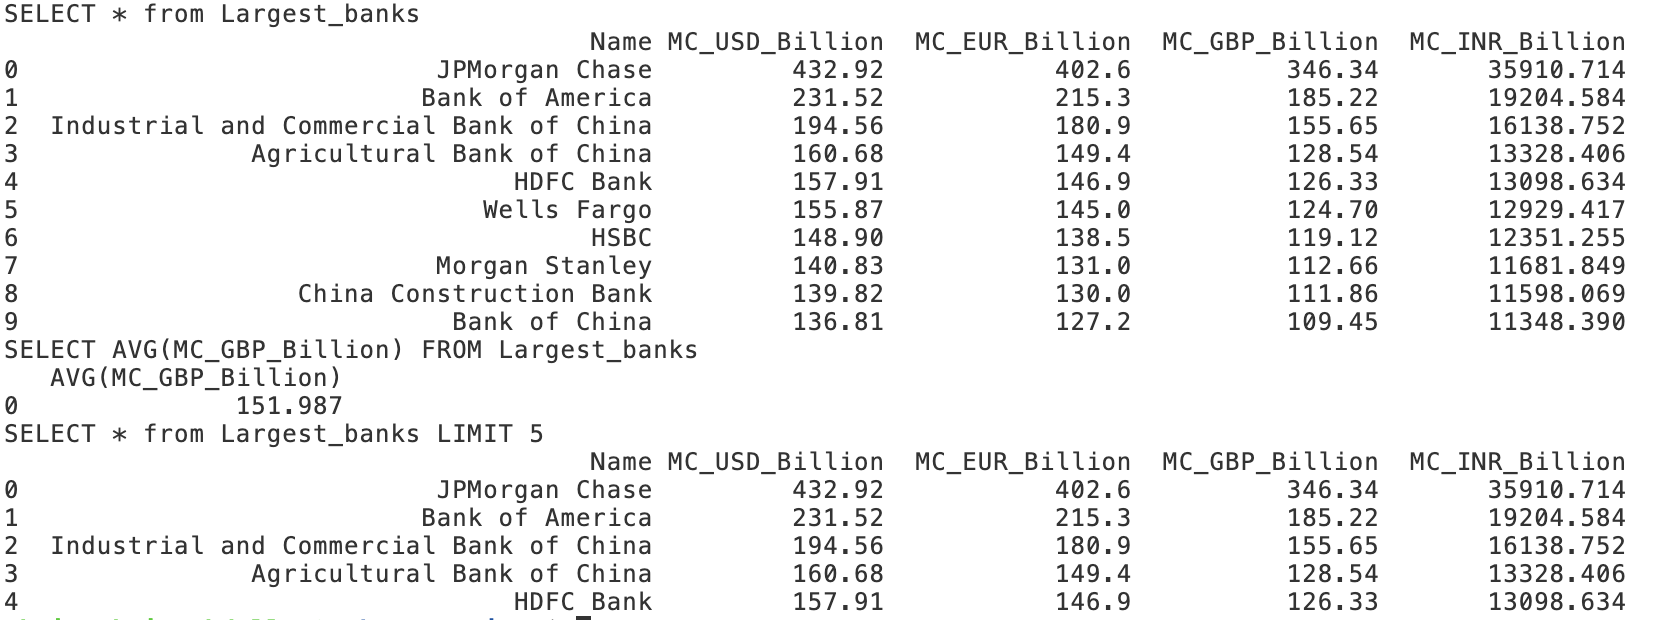 SELECT * from Largest_banks
Name MC_USD_Billion MC_EUR_Billion MC_GBP_Billion MC_INR_Billion
0 JPMorgan Chase 432.92 402.6 346.34 35910.714
1 Bank of America 231.52 215.3 185.22 19204.584
2 Industrial and Commercial Bank of China 194.56 180.9 155.65 16138.752
3 Agricultural Bank of China 160.68 149.4 128.54 13328.406
4 HDFC Bank 157.91 146.9 126.33 13098.634
5 Wells Fargo 155.87 145.0 124.70 12929.417
6 HSBC 148.90 138.5 119.12 12351.255
7 Morgan Stanley 140.83 131.0 112.66 11681.849
8 China Construction Bank 139.82 130.0 111.86 11598.069
9 Bank of China 136.81 127.2 109.45 11348.390
SELECT AVG(MC_GBP_Billion) FROM Largest_banks
AVG(MC_GBP_Billion)
0 151.987
SELECT * from Largest_banks LIMIT 5
Name MC_USD_Billion MC_EUR_Billion MC_GBP_Billion MC_INR_Billion
0 JPMorgan Chase 432.92 402.6 346.34 35910.714
1 Bank of America 231.52 215.3 185.22 19204.584
2 Industrial and Commercial Bank of China 194.56 180.9 155.65 16138.752
3 Agricultural Bank of China 160.68 149.4 128.54 13328.406
4 HDFC Bank 157.91 146.9 126.33 13098.634